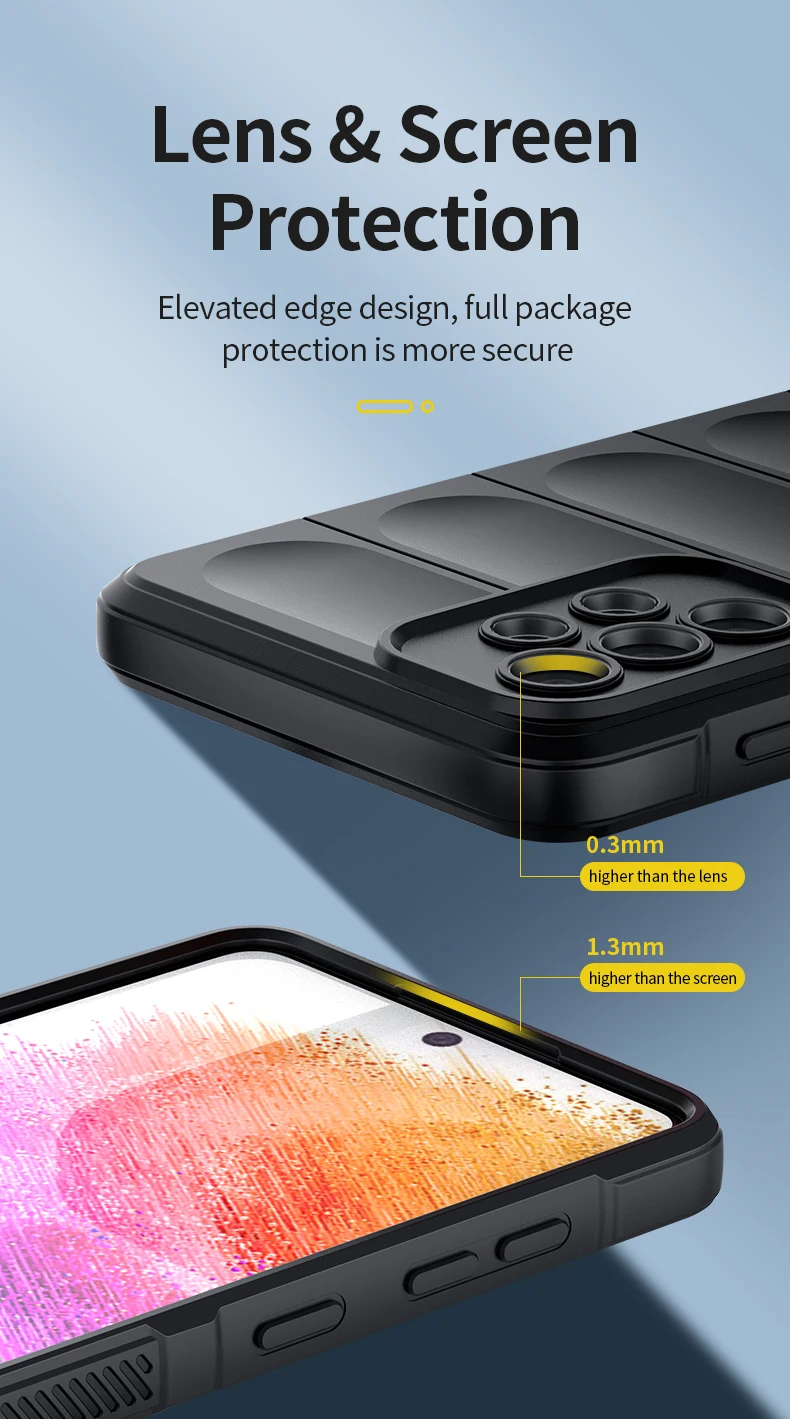 Lens & Screen
Protection
Elevated edge design, full package
protection is more secure
0.3mm
higher than the lens
1.3mm
higher than the screen